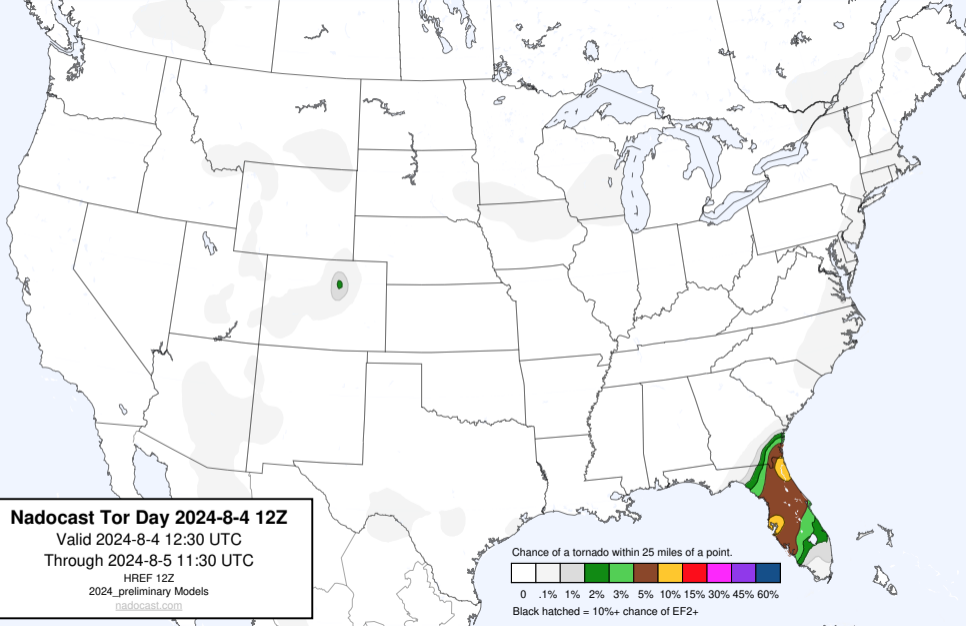 Nadocast Tor Day 2024-8-4 12Z
Valid 2024-8-4 12:30 UTC
Through 2024-8-5 11:30 UTC
HREF 12Z
2024_preliminary Models
nadocast.com
Chance of a tornado within 25 miles of a point.
0 .1% 1% 2% 3% 5% 10% 15% 30% 45% 60%
Black hatched = 10%+ chance of EF2+